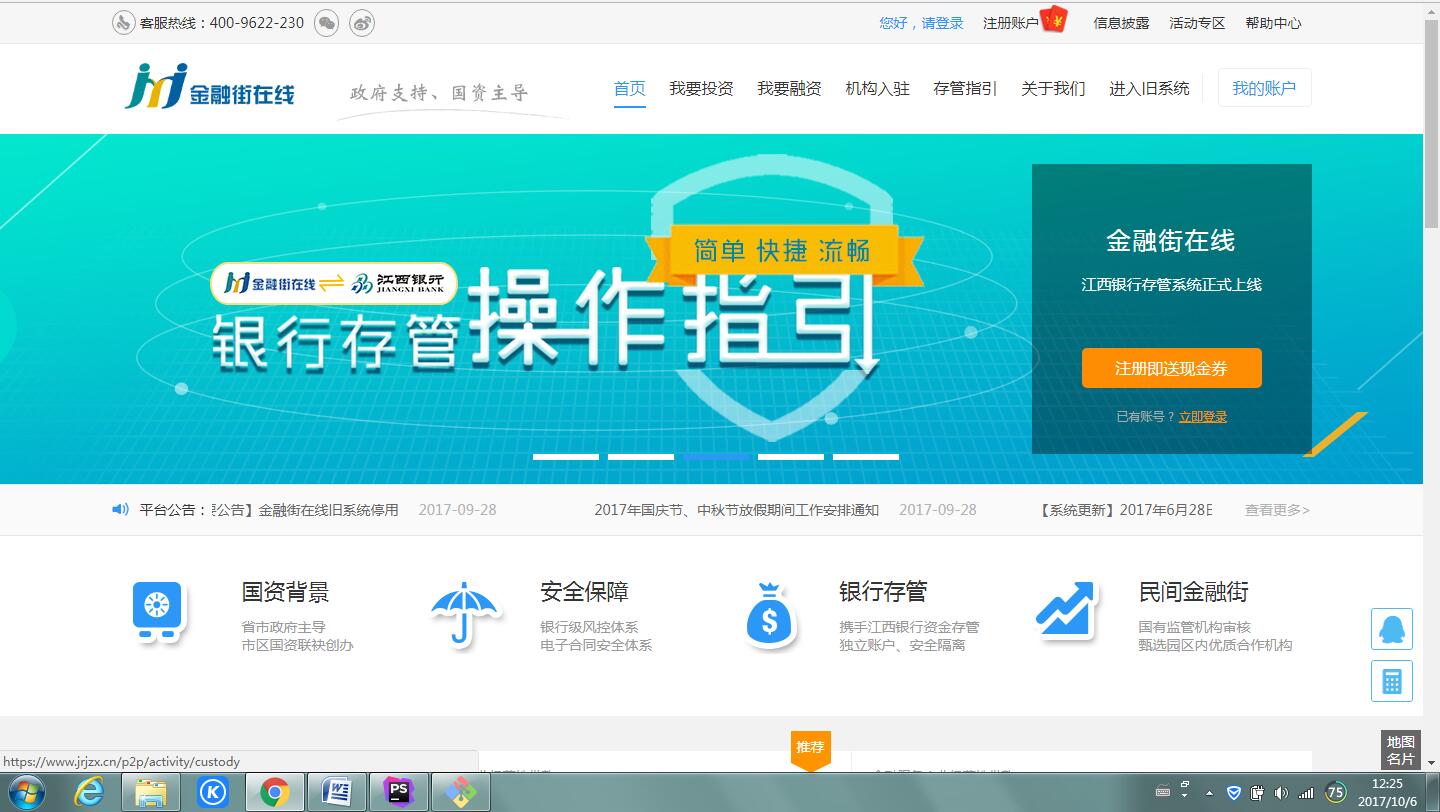 客服热线：400-9622-230
您好，请登录 注册账户 信息披露 活动专区 帮助中心
金融街在线
政府支持、国资主导
首页 我要投资 我要融资 机构入驻 存管指引 关于我们 进入旧系统 我的账户
简单 快捷 流畅
金融街在线 江西银行
JIANGXI BANK
银行存管操作指引
金融街在线
江西银行存管系统正式上线
注册即送现金券
已有账号？立即登录
平台公告： 公告】金融街在线旧系统停用 2017-09-28 2017年国庆节、中秋节放假期间工作安排通知 2017-09-28 【系统更新】2017年6月28日 查看更多>
国资背景
省市政府主导
市区国资联袂创办
安全保障
银行级风控体系
电子合同安全体系
银行存管
携手江西银行资金存管
独立账户、安全隔离
民间金融街
国有监管机构审核
甄选园区内优质合作机构
推荐
地图
名片
https://www.jrjzx.cn/p2p/activity/custody
PS
75
12:25
2017/10/6